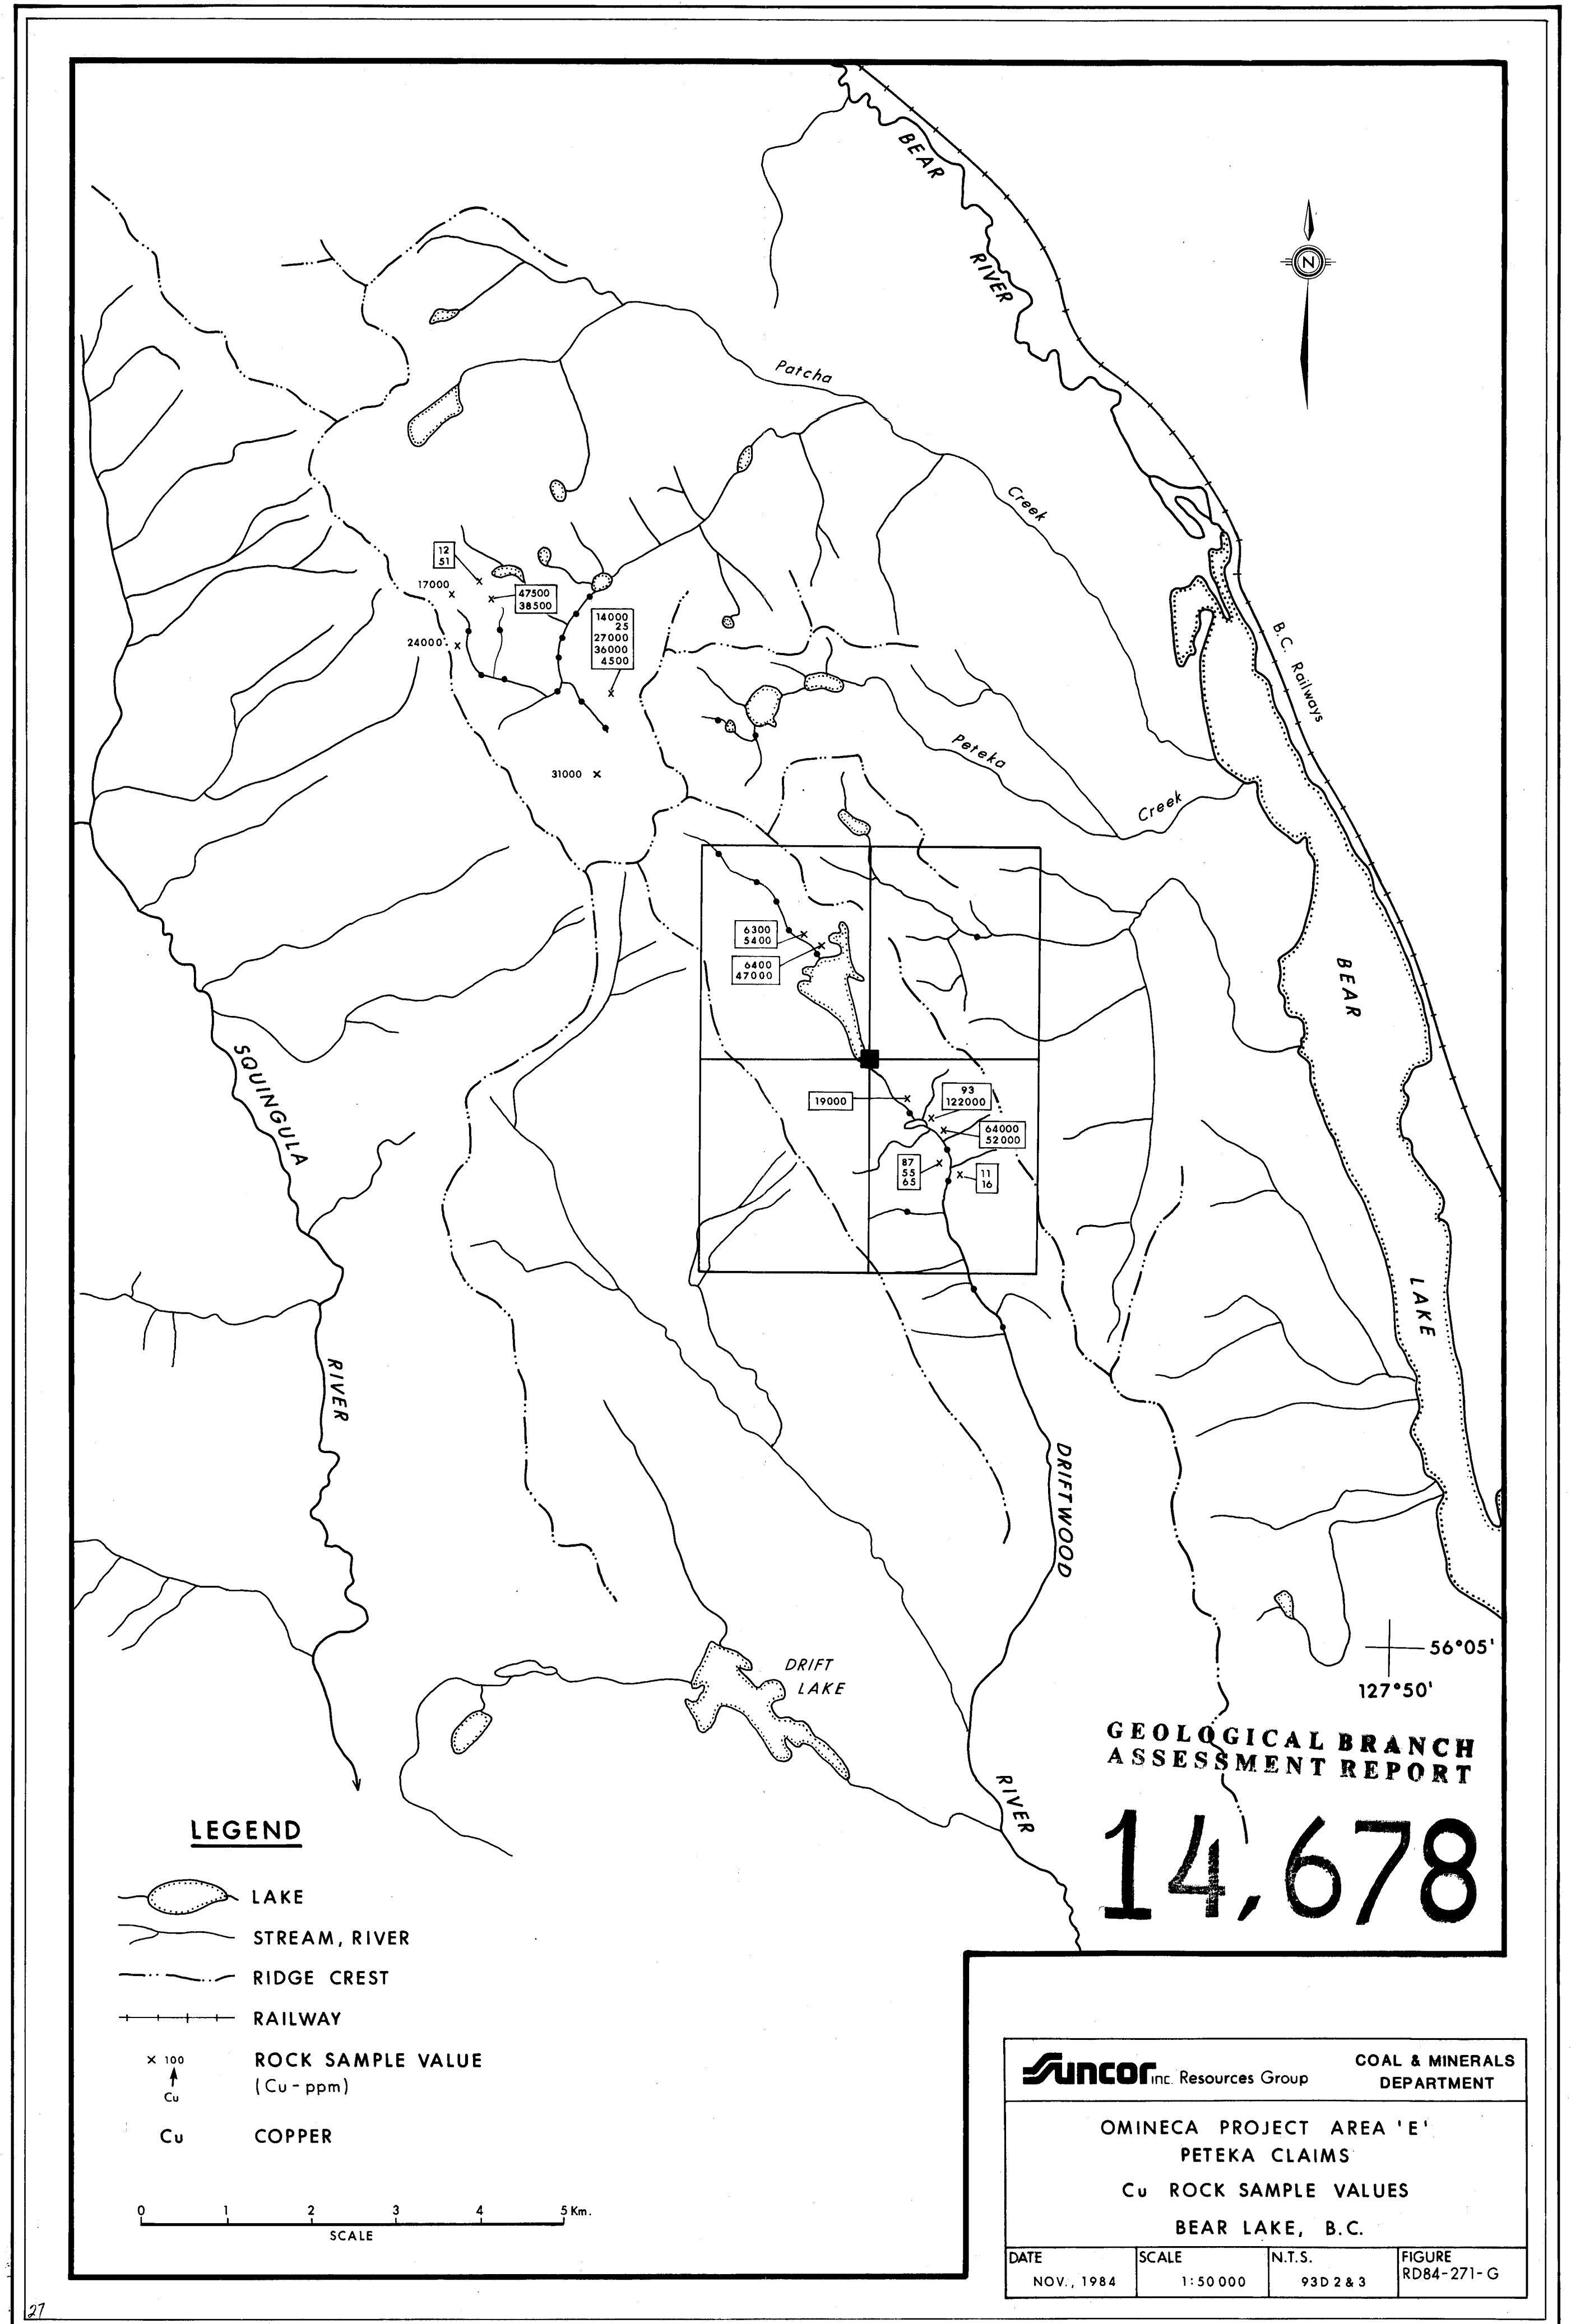 BEAR
RIVER
N
Patcha
Creek
12
51
17000
47500
38500
14000
25
27000
36000
4500
24000
B.C. Railways
Peteka
Creek
31000
6300
5400
6400
47000
BEAR
SQUINGULA
19000
93
122000
64000
52000
87
55
65
11
16
LAKE
RIVER
DRIFTWOOD
DRIFT
LAKE
56°05'
127°50'
GEOLOGICAL BRANCH
ASSESSMENT REPORT
RIVER
14,678
LEGEND
LAKE
STREAM, RIVER
RIDGE CREST
RAILWAY
x 100
Cu
ROCK SAMPLE VALUE
(Cu-ppm)
Cu COPPER
0 1 2 3 4 5 Km.
SCALE
Suncor inc. Resources Group
COAL & MINERALS
DEPARTMENT
OMINECA PROJECT AREA 'E'
PETEKA CLAIMS
Cu ROCK SAMPLE VALUES
BEAR LAKE, B.C.
DATE
NOV., 1984
SCALE
1:50000
N.T.S.
93D 2 & 3
FIGURE
RD84-271-G
27